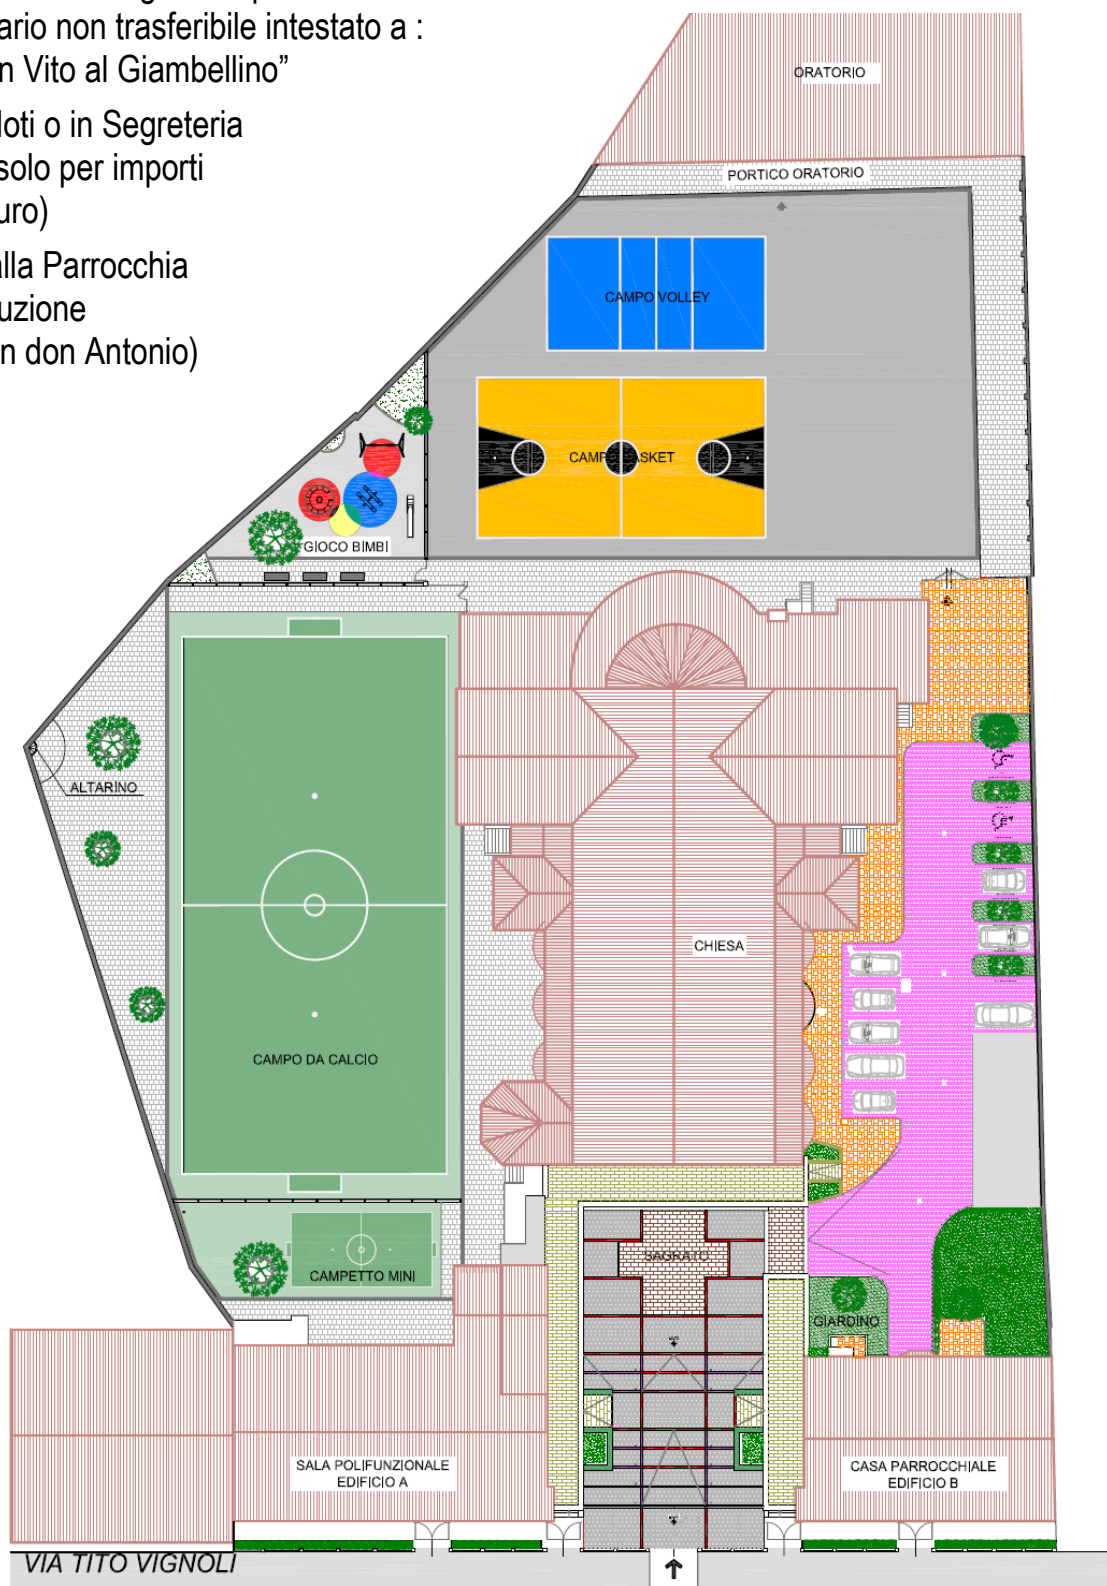 ario non trasferibile intestato a :
n Vito al Giambellino”
loti o in Segreteria
solo per importi
uro)
alla Parrocchia
uzione
n don Antonio)
ORATORIO
PORTICO ORATORIO
CAMPO VOLLEY
CAMPO BASKET
GIOCO BIMBI
ALTARINO
CHIESA
CAMPO DA CALCIO
SAGRATO
CAMPETTO MINI
GIARDINO
SALA POLIFUNZIONALE
EDIFICIO A
CASA PARROCCHIALE
EDIFICIO B
VIA TITO VIGNOLI